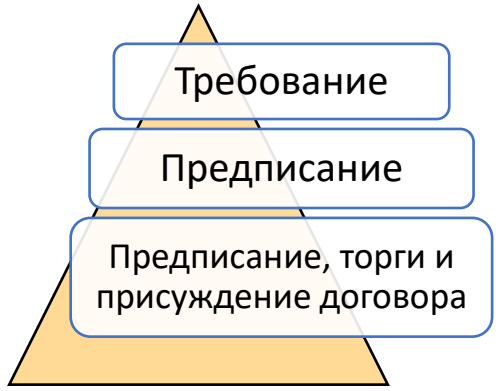 Требование
Предписание
Предписание, торги и
присуждение договора